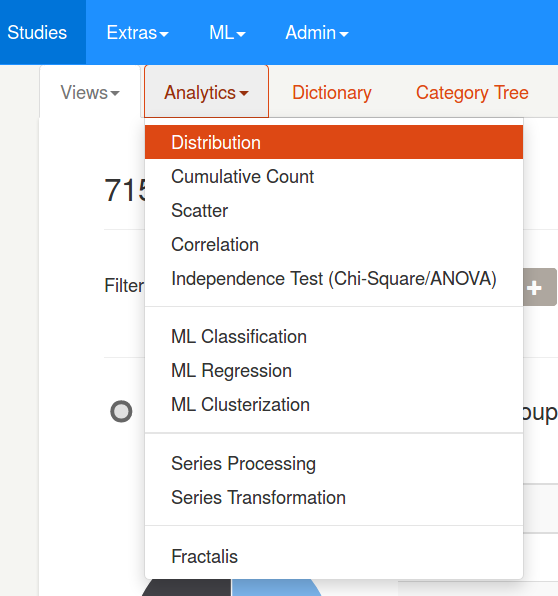 Studies Extras ML Admin
Views Analytics Dictionary Category Tree
Distribution
715
Cumulative Count
Scatter
Correlation
Filter
Independence Test (Chi-Square/ANOVA)
ML Classification
ML Regression
ML Clusterization
oup
Series Processing
Series Transformation
Fractalis